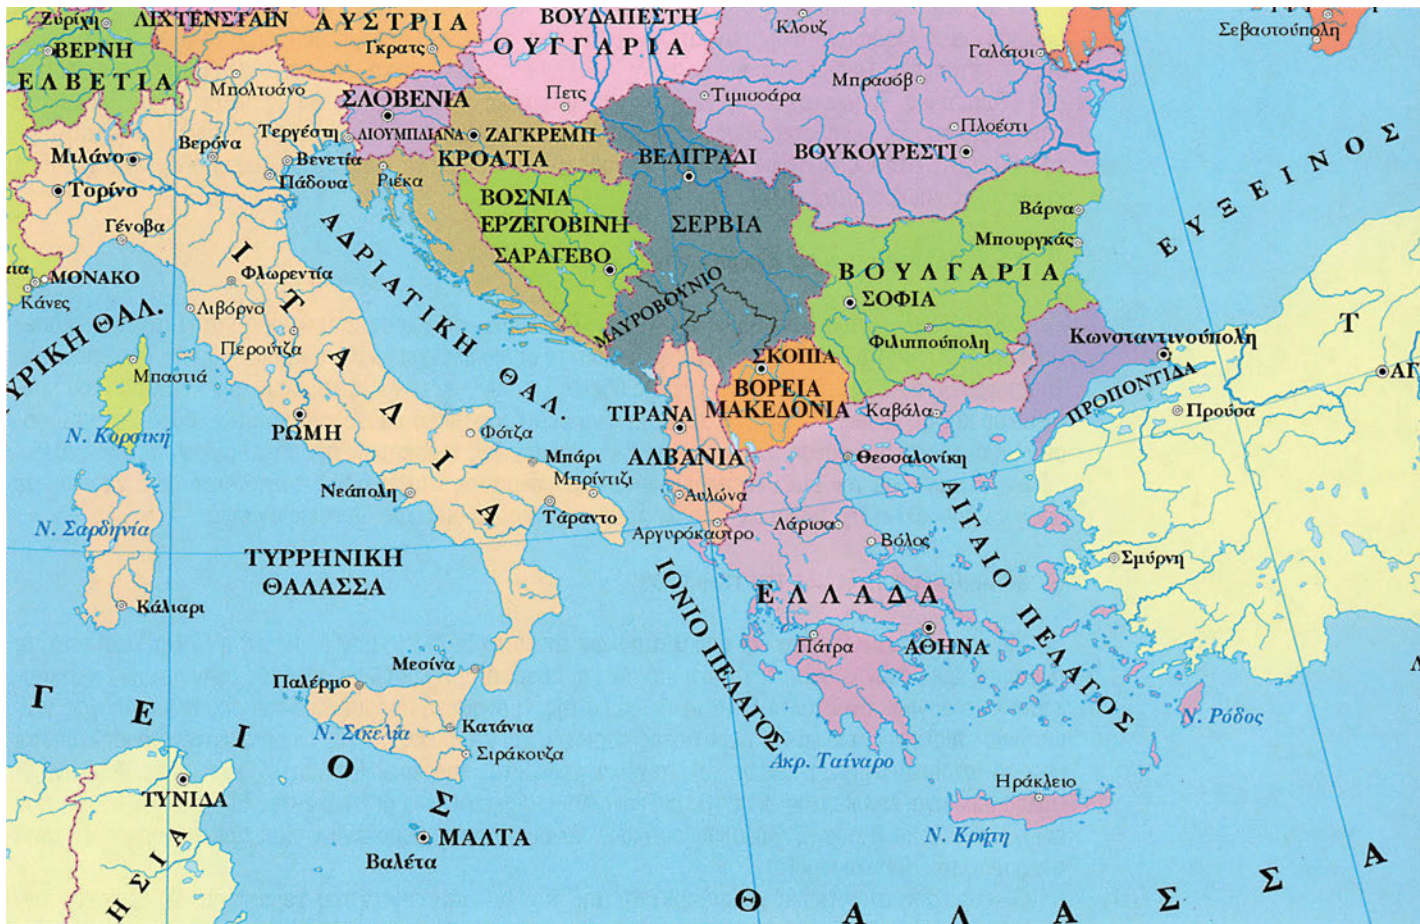 Ζυρίχη
ΛΙΧΤΕΝΣΤΑΪΝ
ΑΥΣΤΡΙΑ
ΒΟΥΔΑΠΕΣΤΗ
ΟΥΓΓΑΡΙΑ
Κλουζ
Γαλάτσι
Σεβαστούπολη
ΒΕΡΝΗ
ΕΛΒΕΤΙΑ
Γκρατς
Μπολτσάνο
ΣΛΟΒΕΝΙΑ
Πετς
Τιμισοάρα
Μπρασόβ
Πλοέστι
ΒΟΥΚΟΥΡΕΣΤΙ
Τεργέστη
ΛΙΟΥΜΠΛΙΑΝΑ
ΖΑΓΚΡΕΜΠ
ΚΡΟΑΤΙΑ
ΒΕΛΙΓΡΑΔΙ
ΕΥΞΕΙΝΟΣ
Μιλάνο
Βερόνα
Βενετία
Πάδουα
Ριέκα
Τορίνο
Γένοβα
ΒΟΣΝΙΑ
ΕΡΖΕΓΟΒΙΝΗ
ΣΑΡΑΓΕΒΟ
ΣΕΡΒΙΑ
Βάρνα
Μπουργκάς
ΒΟΥΛΓΑΡΙΑ
ΣΟΦΙΑ
Φιλιππούπολη
ΜΟΝΑΚΟ
Κάνες
Φλωρεντία
Λιβόρνο
Περούτζα
ΙΤΑΛΙΑ
ΑΔΡΙΑΤΙΚΗ
ΘΑΛ.
ΜΑΥΡΟΒΟΥΝΙΟ
ΣΚΟΠΙΑ
ΒΟΡΕΙΑ
ΜΑΚΕΔΟΝΙΑ
Κωνσταντινούπολη
ΠΡΟΠΟΝΤΙΔΑ
Προύσα
Τ
ΑΓ
ΥΡΙΚΗ ΘΑΛ.
Μπαστιά
Ν. Κορσική
ΡΩΜΗ
Φότζα
Μπάρι
Μπρίντιζι
Τάραντο
Νεάπολη
ΤΙΡΑΝΑ
ΑΛΒΑΝΙΑ
Αυλώνα
Αργυρόκαστρο
Καβάλα
Θεσσαλονίκη
Λάρισα
Βόλος
ΕΛΛΑΔΑ
ΑΙΓΑΙΟ ΠΕΛΑΓΟΣ
Σμύρνη
Ν. Σαρδηνία
Κάλιαρι
ΤΥΡΡΗΝΙΚΗ
ΘΑΛΑΣΣΑ
ΙΟΝΙΟ ΠΕΛΑΓΟΣ
Πάτρα
ΑΘΗΝΑ
Μεσίνα
Παλέρμο
Ν. Σικελία
Κατάνια
Σιράκουζα
Ακρ. Ταίναρο
Ν. Ρόδος
Ηράκλειο
Ν. Κρήτη
ΓΕΙΟΣ
ΤΥΝΙΔΑ
ΜΑΛΤΑ
Βαλέτα
ΗΣΙΑ
ΘΑΛΑΣΣΑ